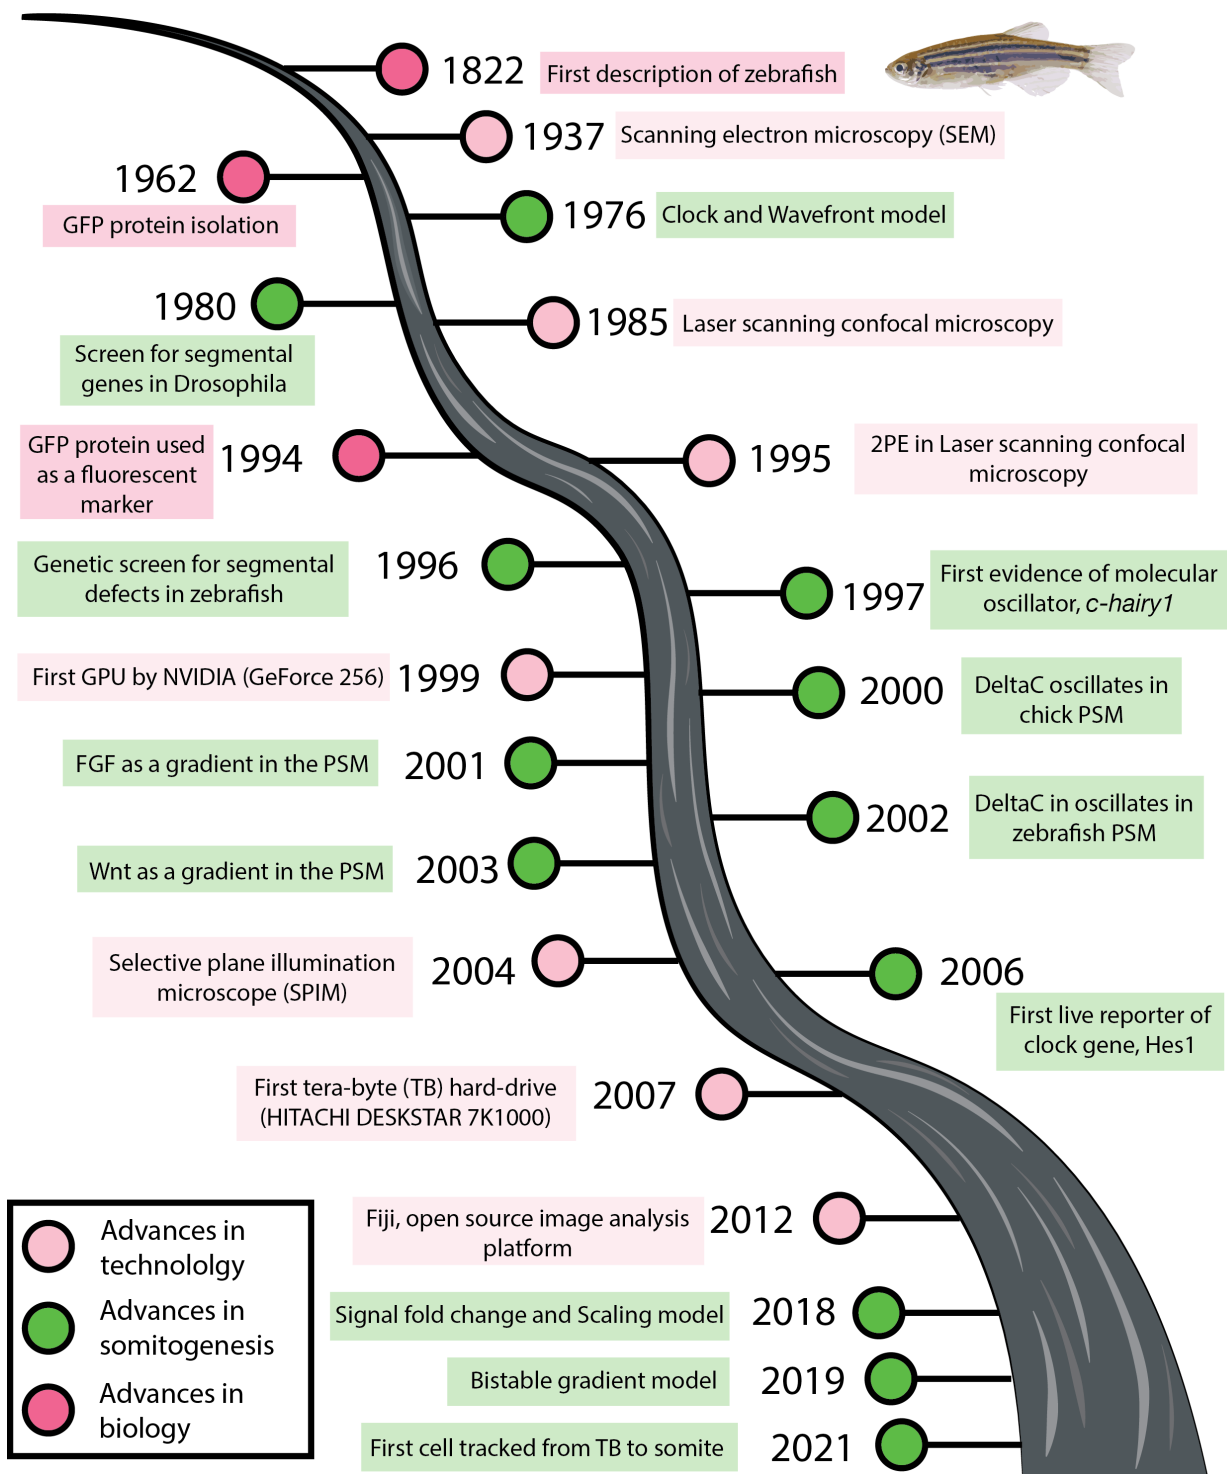 1822 First description of zebrafish
1937 Scanning electron microscopy (SEM)
1962
GFP protein isolation
1976 Clock and Wavefront model
1980
Screen for segmental
genes in Drosophila
1985 Laser scanning confocal microscopy
GFP protein used
as a fluorescent
marker
1994
1995
2PE in Laser scanning confocal
microscopy
Genetic screen for segmental
defects in zebrafish
1996
1997
First evidence of molecular
oscillator, c-hairy1
First GPU by NVIDIA (GeForce 256) 1999
2000
DeltaC oscillates in
chick PSM
FGF as a gradient in the PSM 2001
2002
DeltaC in oscillates in
zebrafish PSM
Wnt as a gradient in the PSM 2003
Selective plane illumination
microscope (SPIM)
2004
2006
First live reporter of
clock gene, Hes1
First tera-byte (TB) hard-drive
(HITACHI DESKSTAR 7K1000)
2007
Fiji, open source image analysis
platform
2012
Signal fold change and Scaling model 2018
Bistable gradient model 2019
First cell tracked from TB to somite 2021
Advances in
technololgy
Advances in
somitogenesis
Advances in
biology